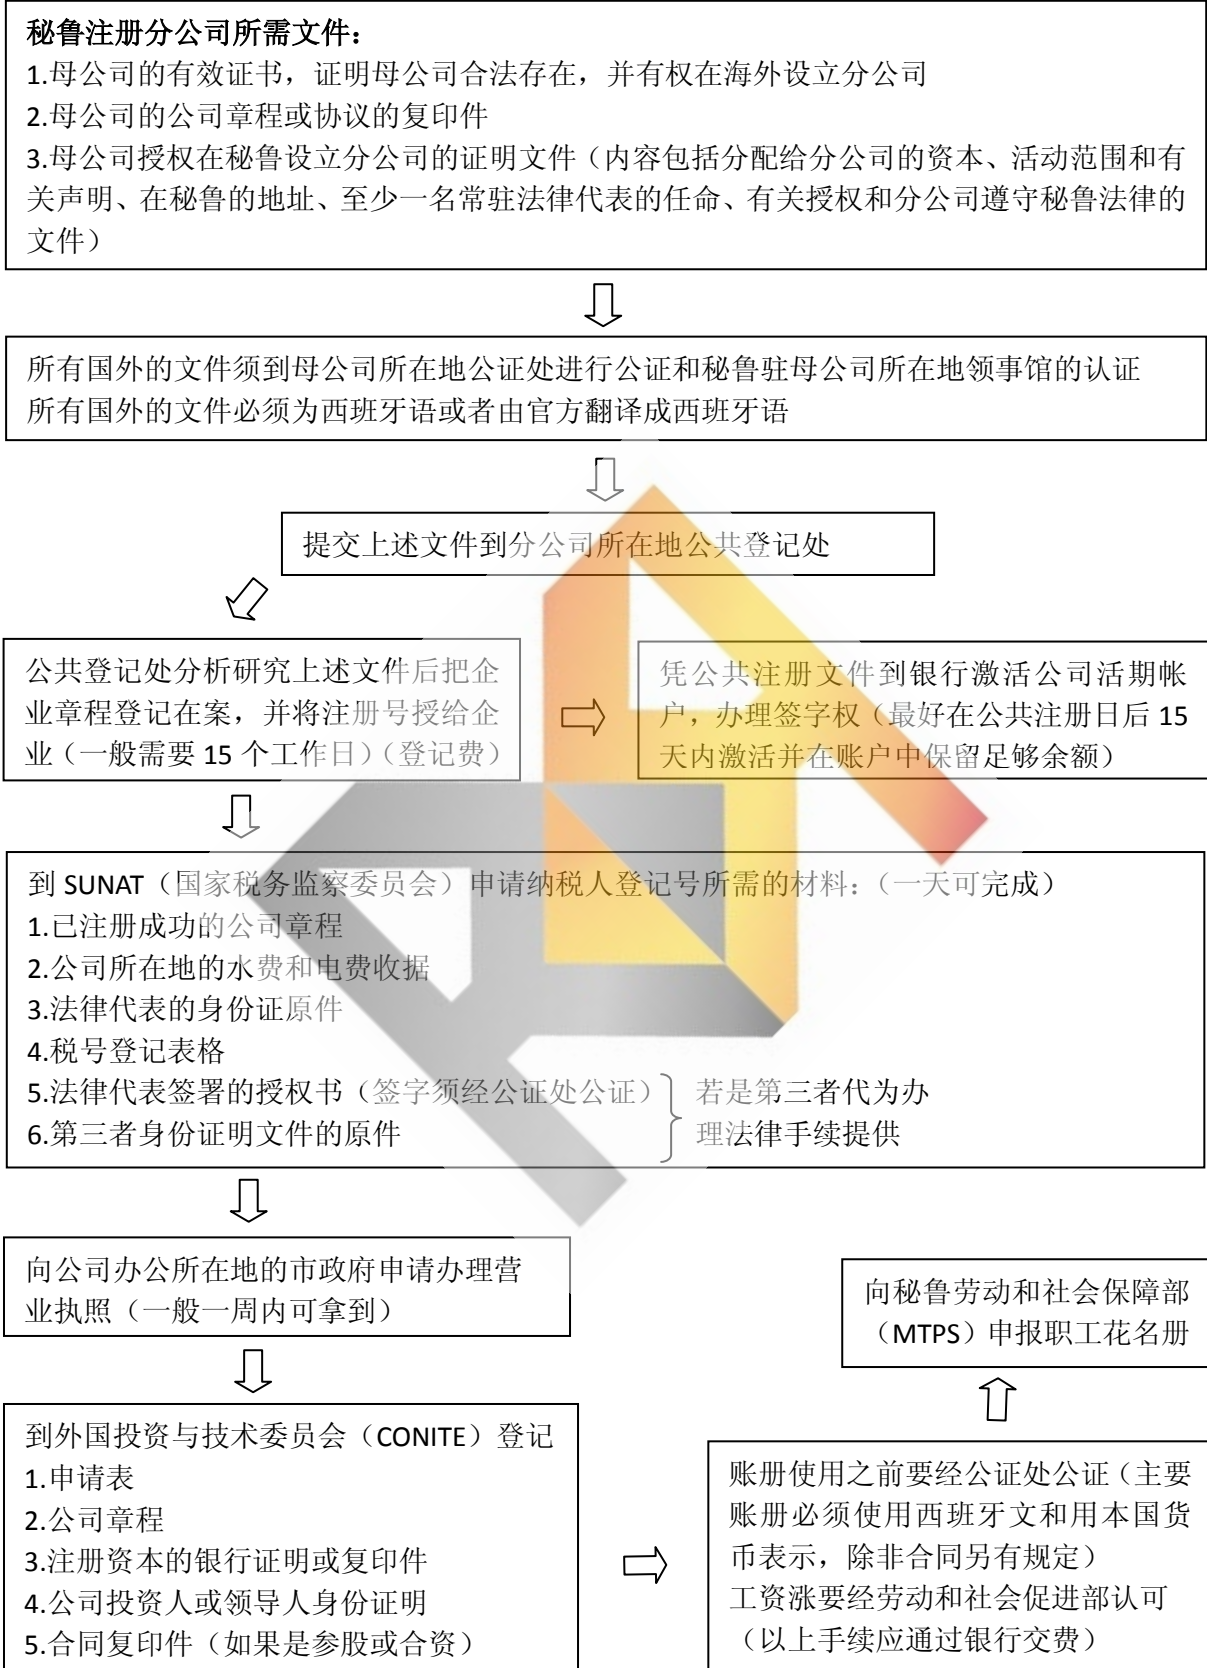 秘鲁注册分公司所需文件：
1.母公司的有效证书，证明母公司合法存在，并有权在海外设立分公司
2.母公司的公司章程或协议的复印件
3.母公司授权在秘鲁设立分公司的证明文件（内容包括分配给分公司的资本、活动范围和有
关声明、在秘鲁的地址、至少一名常驻法律代表的任命、有关授权和分公司遵守秘鲁法律的
文件）
所有国外的文件须到母公司所在地公证处进行公证和秘鲁驻母公司所在地领事馆的认证
所有国外的文件必须为西班牙语或者由官方翻译成西班牙语
提交上述文件到分公司所在地公共登记处
公共登记处分析研究上述文件后把企
业章程登记在案，并将注册号授给企
业（一般需要 15 个工作日）（登记费）
凭公共注册文件到银行激活公司活期帐
户，办理签字权（最好在公共注册日后 15
天内激活并在账户中保留足够余额）
到 SUNAT（国家税务监察委员会）申请纳税人登记号所需的材料：（一天可完成）
1.已注册成功的公司章程
2.公司所在地的水费和电费收据
3.法律代表的身份证原件
4.税号登记表格
5.法律代表签署的授权书（签字须经公证处公证）
6.第三者身份证明文件的原件
若是第三者代为办
理法律手续提供
向公司办公所在地的市政府申请办理营
业执照（一般一周内可拿到）
到外国投资与技术委员会（CONITE）登记
1.申请表
2.公司章程
3.注册资本的银行证明或复印件
4.公司投资人或领导人身份证明
5.合同复印件（如果是参股或合资）
账册使用之前要经公证处公证（主要
账册必须使用西班牙文和用本国货
币表示，除非合同另有规定）
工资涨要经劳动和社会促进部认可
（以上手续应通过银行交费）
向秘鲁劳动和社会保障部
（MTPS）申报职工花名册